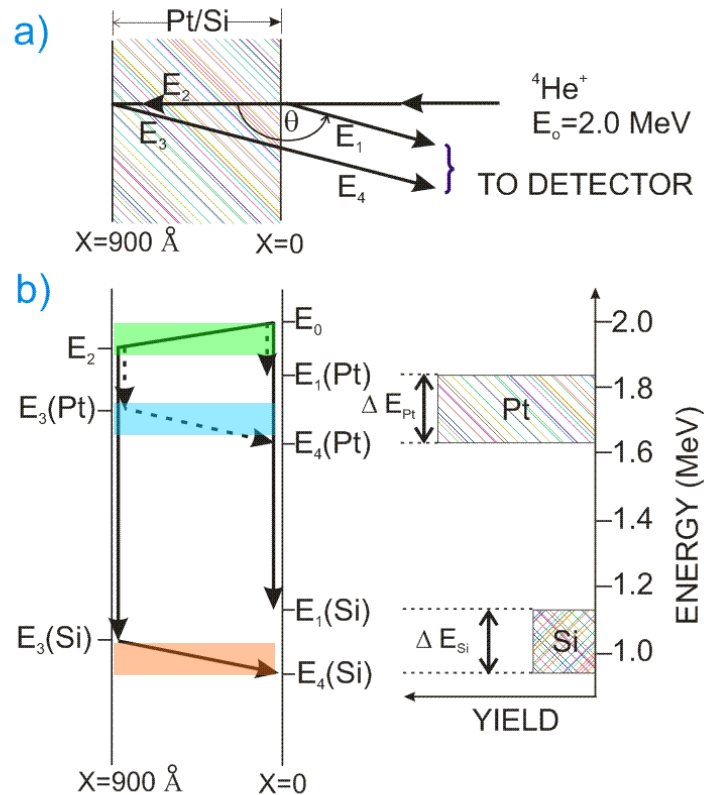 a)
Pt/Si
E₂
θ
E₁
E₃
E₄
⁴He⁺
Eₒ=2.0 MeV
TO DETECTOR
X=900 Å
X=0
b)
E₀
E₂
E₁(Pt)
E₃(Pt)
E₄(Pt)
E₁(Si)
E₃(Si)
E₄(Si)
X=900 Å
X=0
Δ E_Pt
Pt
Δ E_Si
Si
2.0
1.8
1.6
1.4
1.2
1.0
ENERGY (MeV)
YIELD